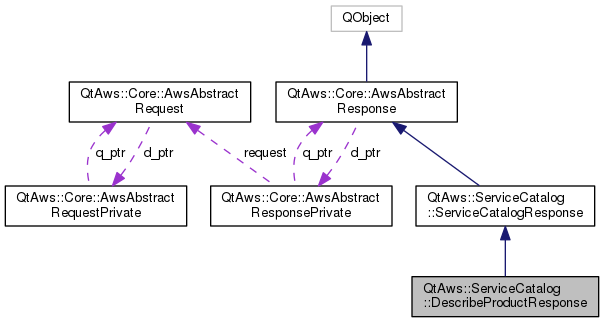 QObject
QtAws::Core::AwsAbstract
Request
QtAws::Core::AwsAbstract
Response
q_ptr
d_ptr
request
q_ptr
d_ptr
QtAws::Core::AwsAbstract
RequestPrivate
QtAws::Core::AwsAbstract
ResponsePrivate
QtAws::ServiceCatalog
::ServiceCatalogResponse
QtAws::ServiceCatalog
::DescribeProductResponse